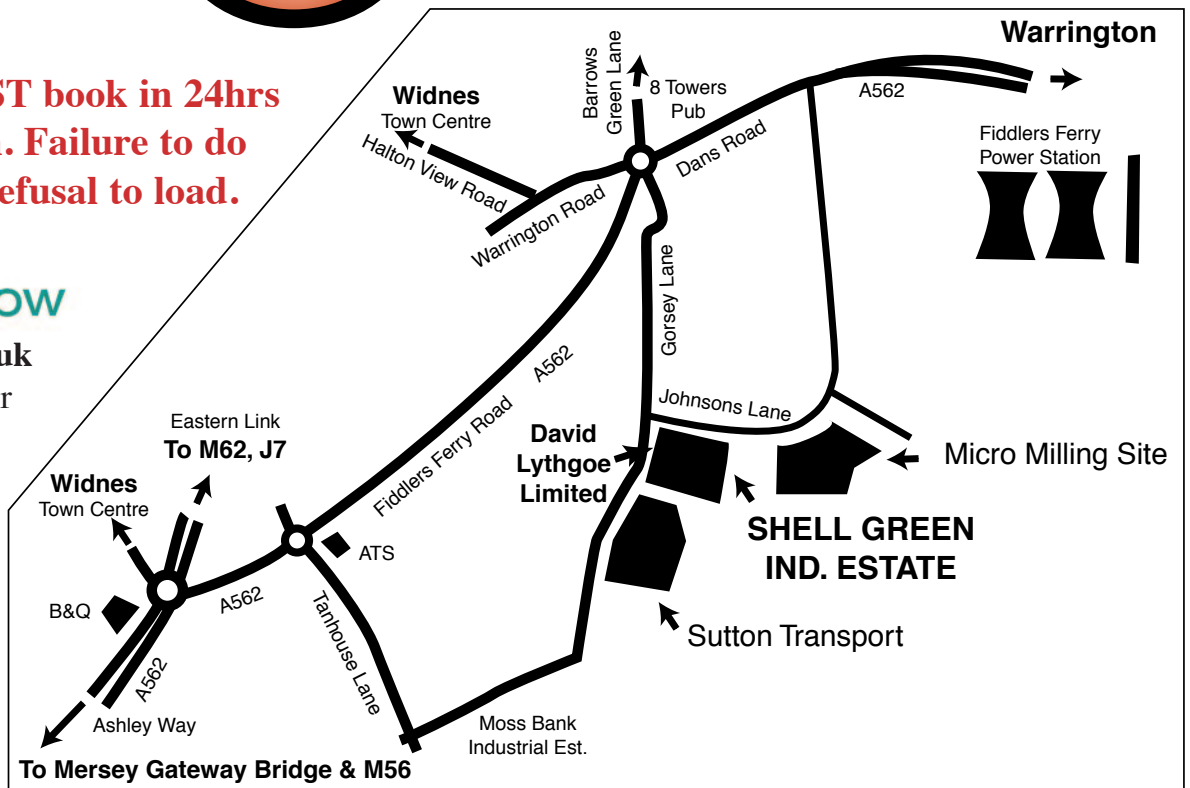 ST book in 24hrs
. Failure to do
efusal to load.
ow
uk
r
Warrington
A562
Barrows
Green Lane
8 Towers
Pub
Widnes
Town Centre
Halton View Road
Warrington Road
Dans Road
Fiddlers Ferry
Power Station
Gorsey Lane
A562
Fiddlers Ferry Road
Johnsons Lane
David
Lythgoe
Limited
Micro Milling Site
SHELL GREEN
IND. ESTATE
Sutton Transport
Eastern Link
To M62, J7
Widnes
Town Centre
ATS
B&Q
A562
A562
Tanhouse Lane
Ashley Way
Moss Bank
Industrial Est.
To Mersey Gateway Bridge & M56